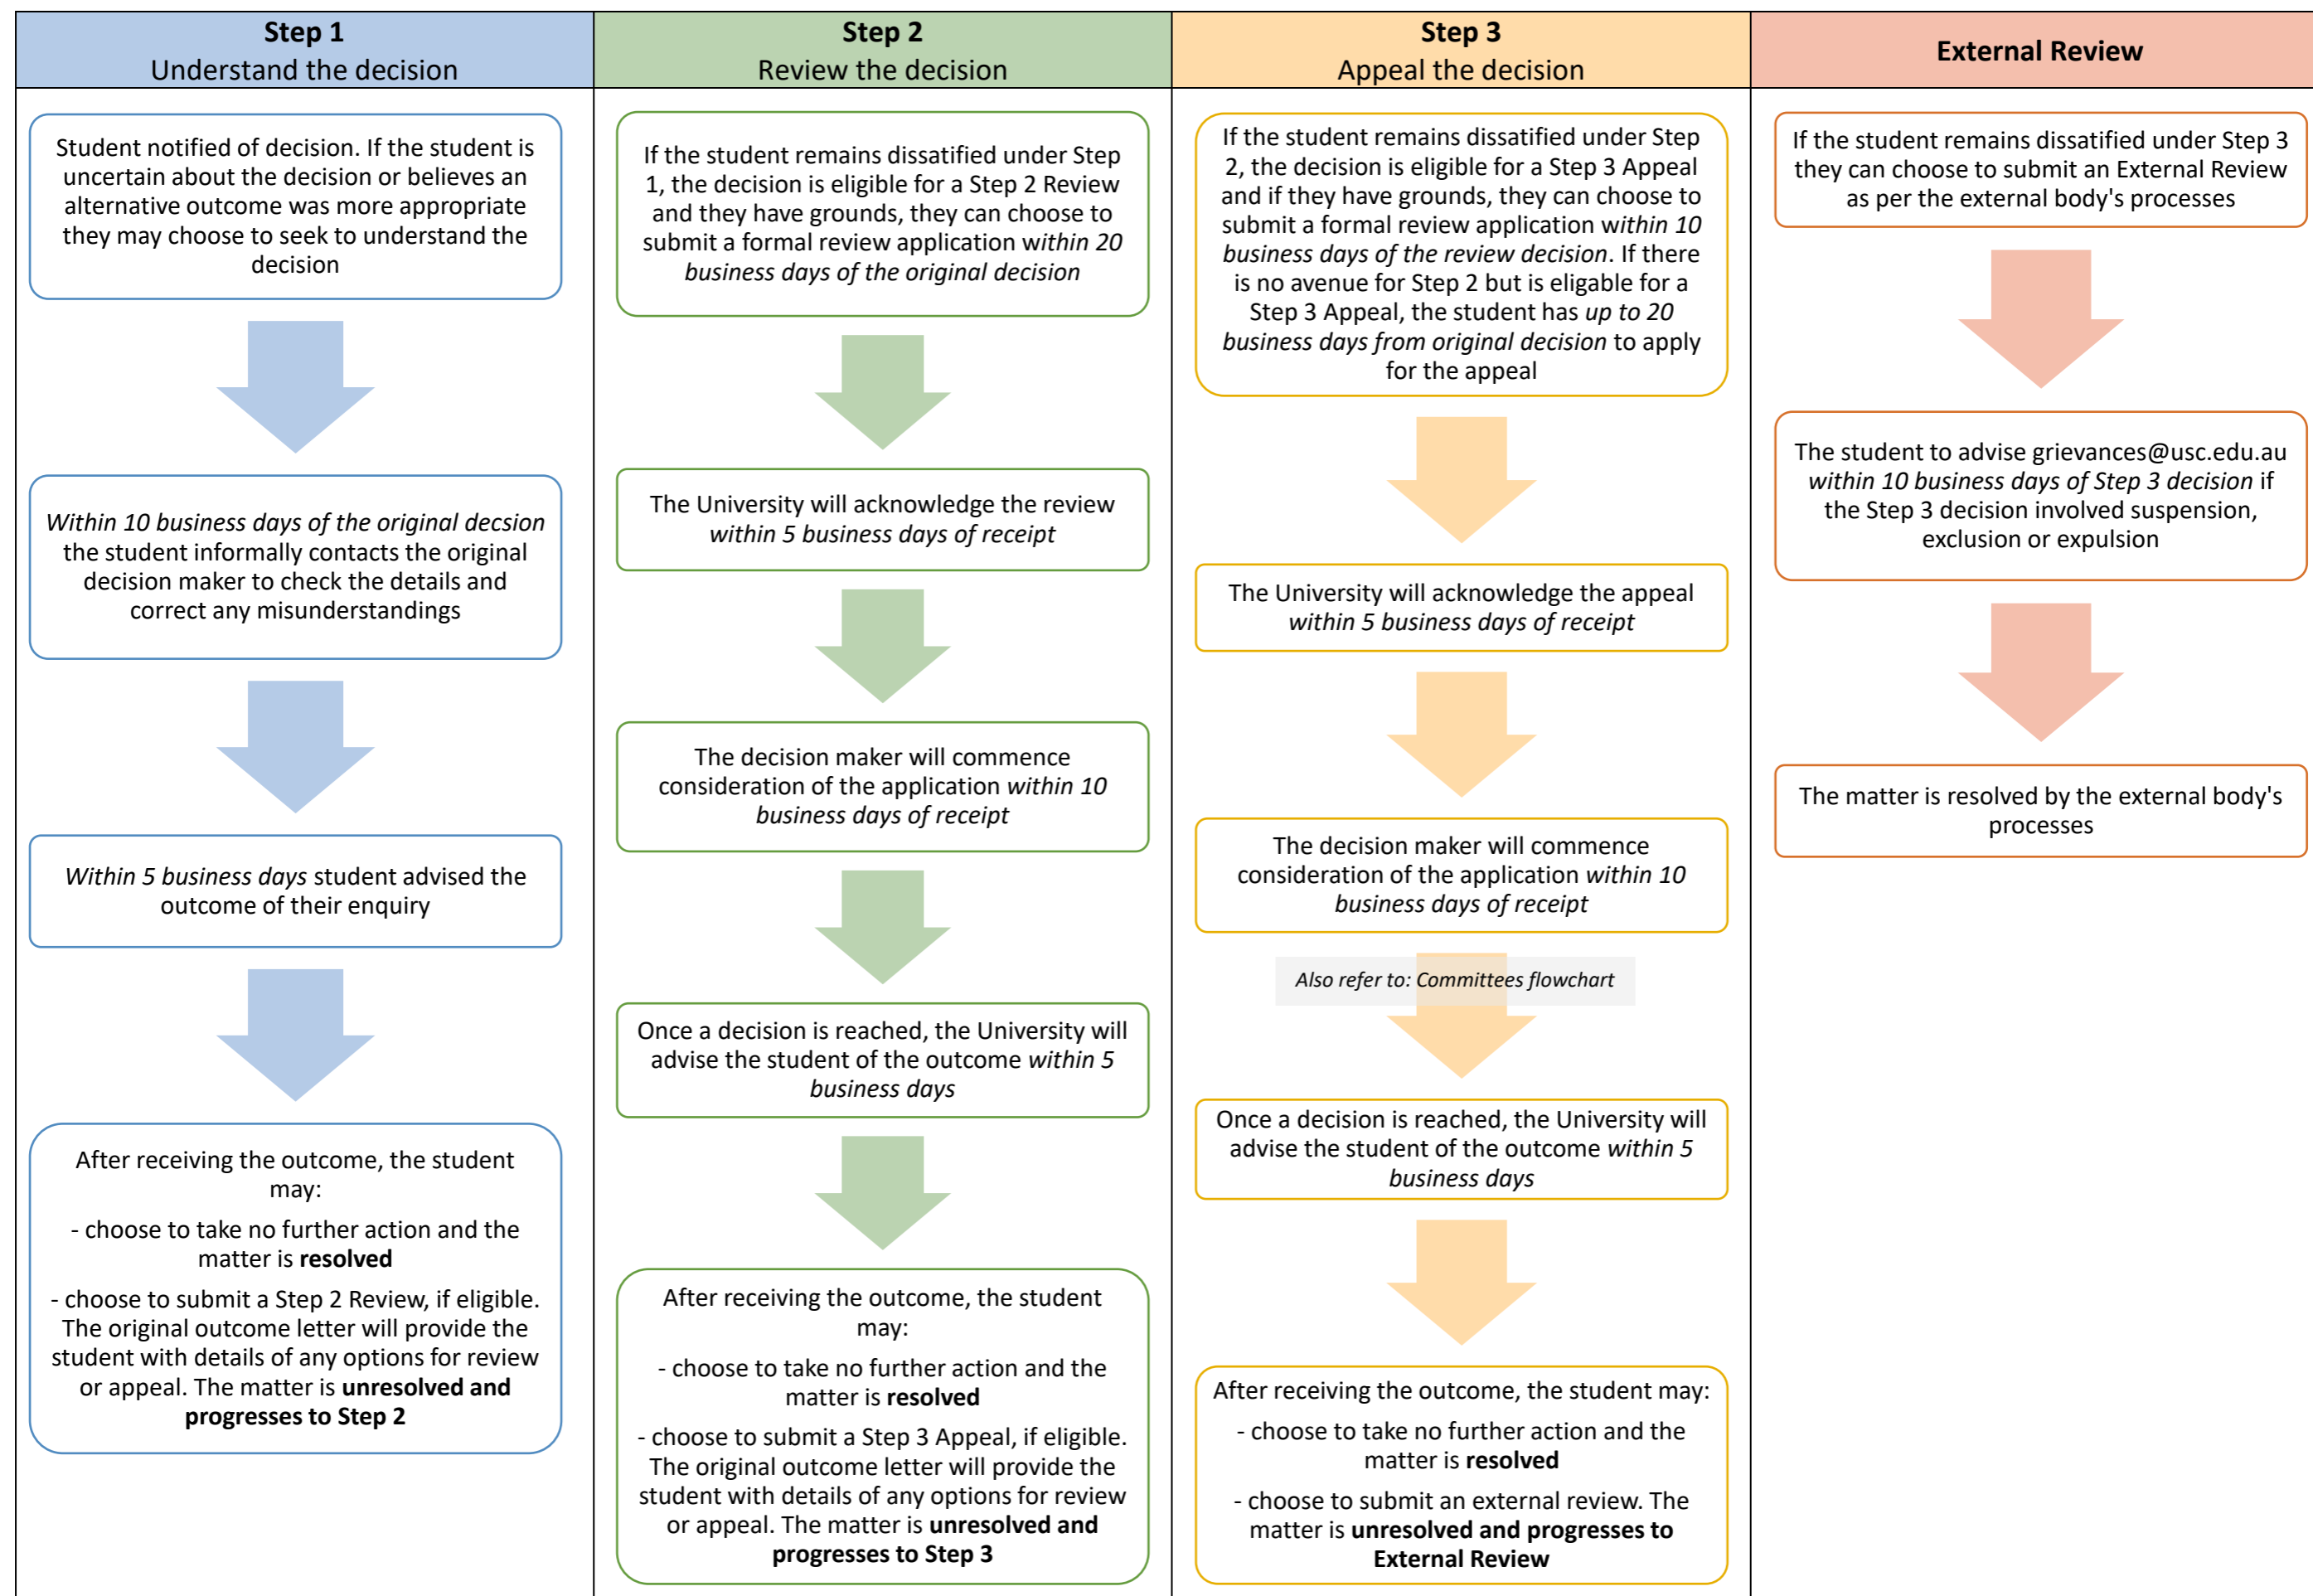 Step 1
Understand the decision
Student notified of decision. If the student is
uncertain about the decision or believes an
alternative outcome was more appropriate
they may choose to seek to understand the
decision
Within 10 business days of the original decsion
the student informally contacts the original
decision maker to check the details and
correct any misunderstandings
Within 5 business days student advised the
outcome of their enquiry
After receiving the outcome, the student
may:
- choose to take no further action and the
matter is resolved
- choose to submit a Step 2 Review, if eligible.
The original outcome letter will provide the
student with details of any options for review
or appeal. The matter is unresolved and
progresses to Step 2
Step 2
Review the decision
If the student remains dissatified under Step
1, the decision is eligible for a Step 2 Review
and they have grounds, they can choose to
submit a formal review application within 20
business days of the original decision
The University will acknowledge the review
within 5 business days of receipt
The decision maker will commence
consideration of the application within 10
business days of receipt
Once a decision is reached, the University will
advise the student of the outcome within 5
business days
After receiving the outcome, the student
may:
- choose to take no further action and the
matter is resolved
- choose to submit a Step 3 Appeal, if eligible.
The original outcome letter will provide the
student with details of any options for review
or appeal. The matter is unresolved and
progresses to Step 3
Step 3
Appeal the decision
If the student remains dissatified under Step
2, the decision is eligible for a Step 3 Appeal
and if they have grounds, they can choose to
submit a formal review application within 10
business days of the review decision. If there
is no avenue for Step 2 but is eligable for a
Step 3 Appeal, the student has up to 20
business days from original decision to apply
for the appeal
The University will acknowledge the appeal
within 5 business days of receipt
The decision maker will commence
consideration of the application within 10
business days of receipt
Also refer to: Committees flowchart
Once a decision is reached, the University will
advise the student of the outcome within 5
business days
After receiving the outcome, the student may:
- choose to take no further action and the
matter is resolved
- choose to submit an external review. The
matter is unresolved and progresses to
External Review
External Review
If the student remains dissatified under Step 3
they can choose to submit an External Review
as per the external body's processes
The student to advise grievances@usc.edu.au
within 10 business days of Step 3 decision if
the Step 3 decision involved suspension,
exclusion or expulsion
The matter is resolved by the external body's
processes